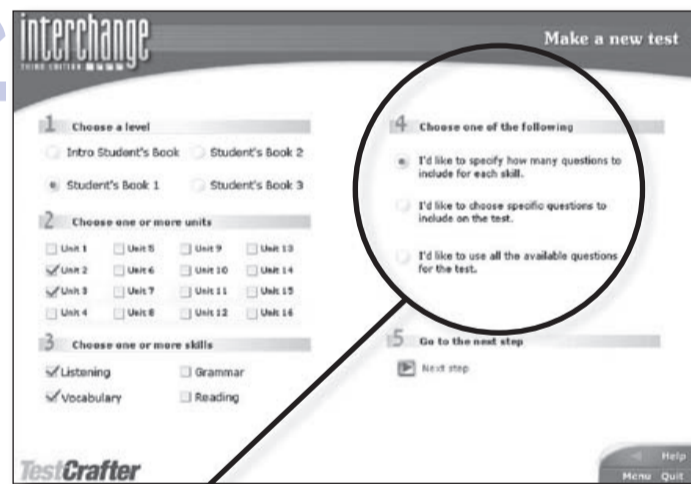 interchange
THIRD EDITION
Make a new test
1 Choose a level
Intro Student's Book Student's Book 2
Student's Book 1 Student's Book 3
2 Choose one or more units
Unit 1 Unit 5 Unit 9 Unit 13
Unit 2 Unit 6 Unit 10 Unit 14
Unit 3 Unit 7 Unit 11 Unit 15
Unit 4 Unit 8 Unit 12 Unit 16
3 Choose one or more skills
Listening Grammar
Vocabulary Reading
4 Choose one of the following
I'd like to specify how many questions to
include for each skill.
I'd like to choose specific questions to
include on the test.
I'd like to use all the available questions
for the test.
5 Go to the next step
Next step
TestCrafter
Help
Menu Quit